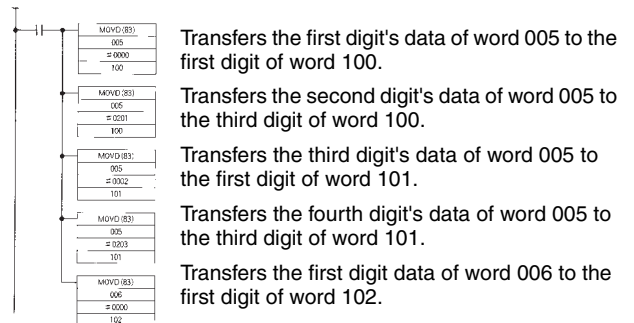 MOVD (83)
005
# 0000
100
Transfers the first digit's data of word 005 to the
first digit of word 100.
MOVD (83)
005
# 0201
100
Transfers the second digit's data of word 005 to
the third digit of word 100.
MOVD (83)
005
# 0002
101
Transfers the third digit's data of word 005 to
the first digit of word 101.
MOVD (83)
005
# 0203
101
Transfers the fourth digit's data of word 005 to
the third digit of word 101.
MOVD (83)
006
# 0000
102
Transfers the first digit data of word 006 to the
first digit of word 102.